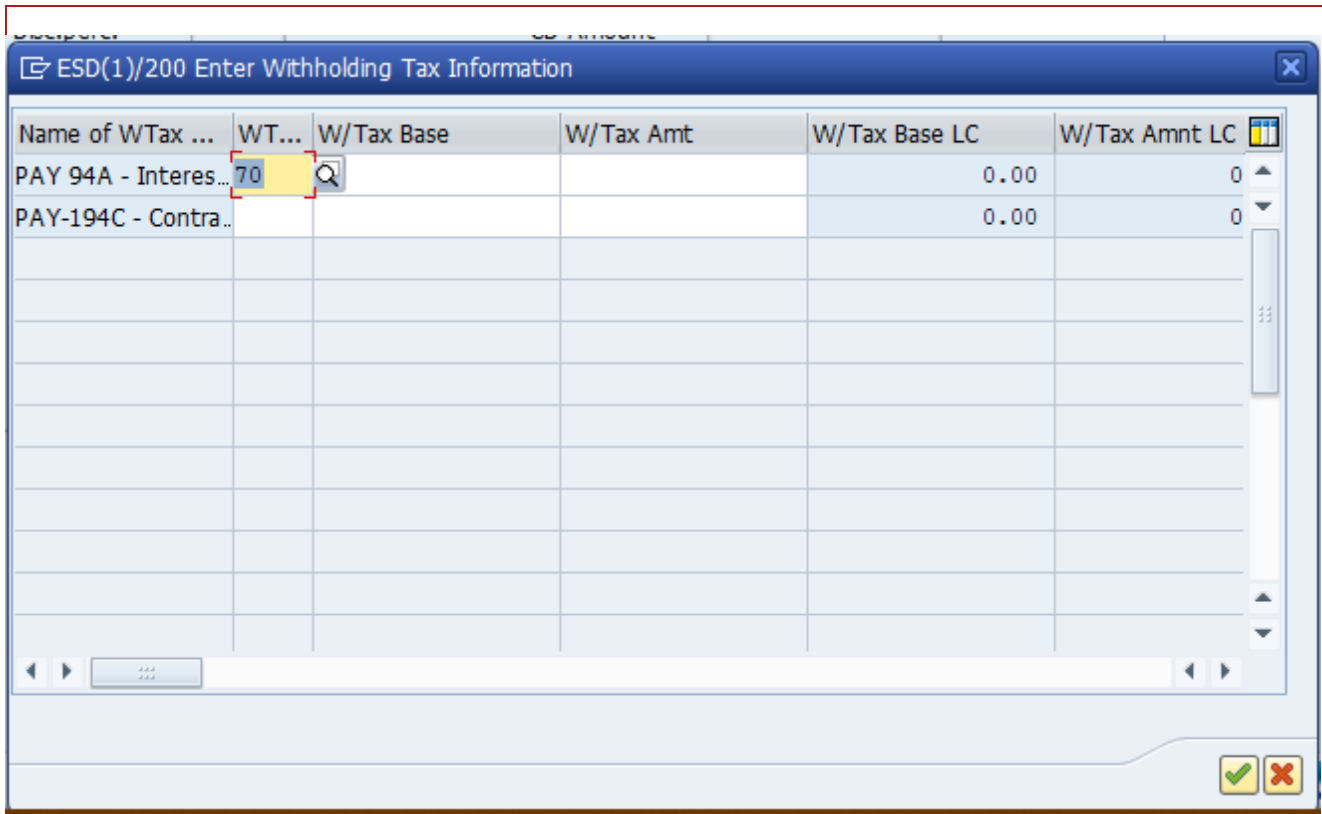 ESD(1)/200 Enter Withholding Tax Information
Name of WTax ... WT... W/Tax Base W/Tax Amt W/Tax Base LC W/Tax Amnt LC
PAY 94A - Interes... 70 0.00 0
PAY-194C - Contra.. 0.00 0